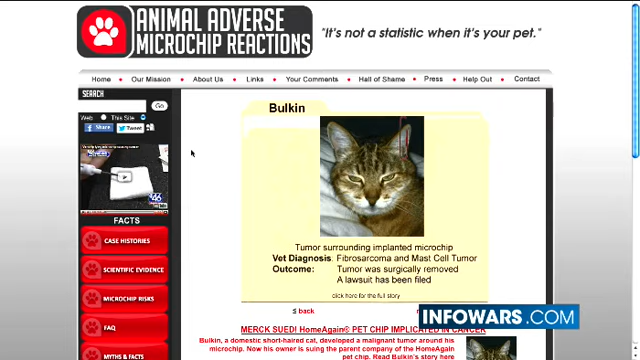 ANIMAL ADVERSE
MICROCHIP REACTIONS
"It's not a statistic when it's your pet."
Home Our Mission About Us Links Your Comments Hall of Shame Press Help Out Contact
SEARCH
Go
Web This Site
Share Tweet
FACTS
CASE HISTORIES
SCIENTIFIC EVIDENCE
MICROCHIP RISKS
FAQ
MYTHS & FACTS
Bulkin
Tumor surrounding implanted microchip
Vet Diagnosis: Fibrosarcoma and Mast Cell Tumor
Outcome: Tumor was surgically removed
A lawsuit has been filed
click here for the full story
back
INFOWARS.COM
MERCK SUED! HomeAgain® PET CHIP IMPLICATED IN CANCER
Bulkin, a domestic short-haired cat, developed a malignant tumor around his
microchip. Now his owner is suing the parent company of the HomeAgain
pet chip. Read Bulkin's story here